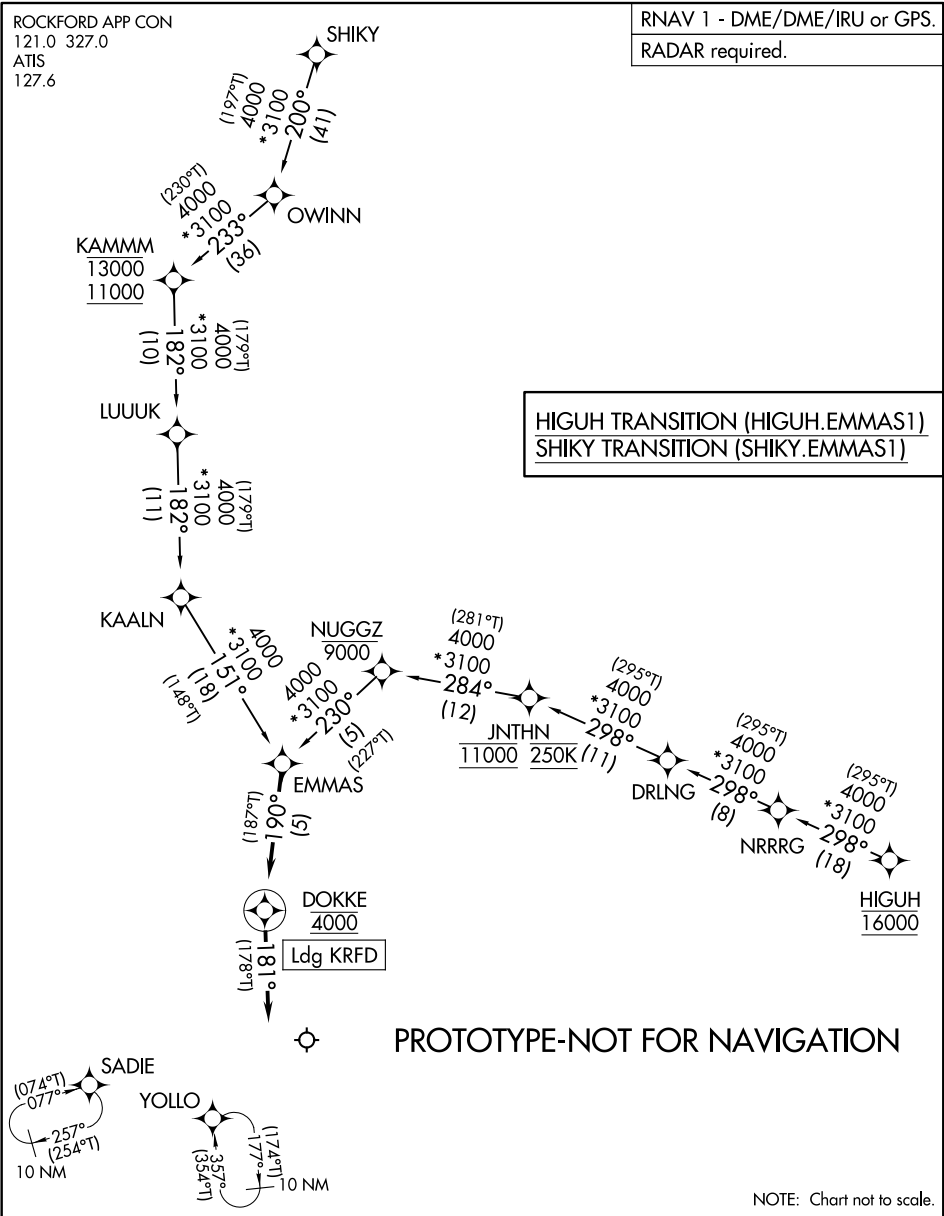 ROCKFORD APP CON
121.0 327.0
ATIS
127.6
RNAV 1 - DME/DME/IRU or GPS.
RADAR required.
SHIKY
(197°T)
4000
*3100
200°
(41)
OWINN
(230°T)
4000
*3100
233°
(36)
KAMMM
13000
11000
(179°T)
4000
*3100
182°
(10)
LUUUK
(179°T)
4000
*3100
182°
(11)
HIGUH TRANSITION (HIGUH.EMMAS1)
SHIKY TRANSITION (SHIKY.EMMAS1)
KAALN
4000
*3100
151°
(18)
(148°T)
NUGGZ
9000
4000
*3100
230°
(5)
(227°T)
(281°T)
4000
*3100
284°
(12)
JNTHN
11000 250K
(295°T)
4000
*3100
298°
(11)
DRLNG
(295°T)
4000
*3100
298°
(8)
NRRRG
(295°T)
4000
*3100
298°
(18)
HIGUH
16000
EMMAS
(5)
190°
(187°T)
DOKKE
4000
Ldg KRFD
181°
(178°T)
PROTOTYPE-NOT FOR NAVIGATION
SADIE
(074°T)
077°
257°
(254°T)
10 NM
YOLLO
(174°T)
177°
357°
(354°T)
10 NM
NOTE: Chart not to scale.